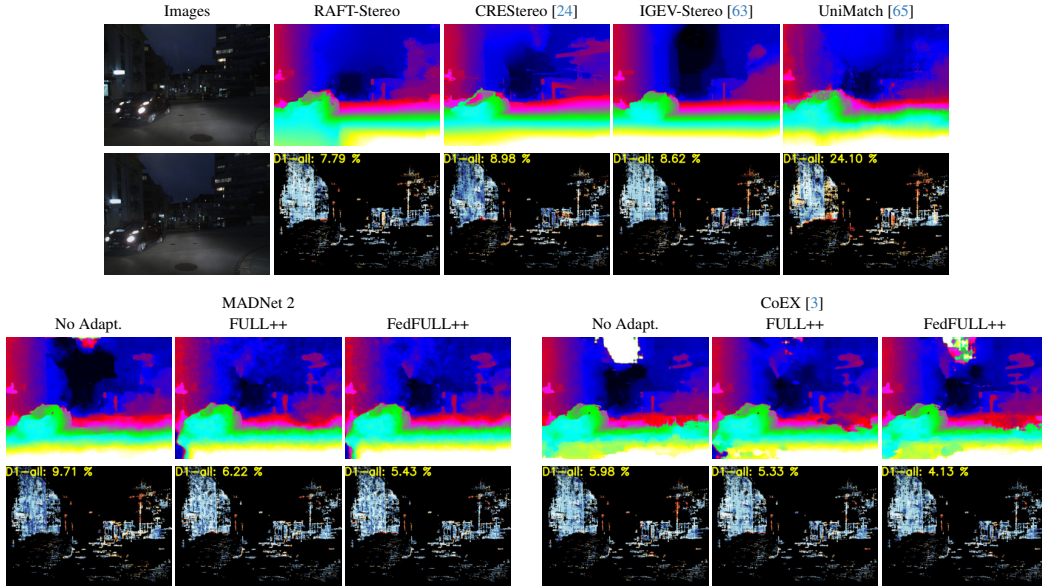 Images RAFT-Stereo CREStereo [24] IGEV-Stereo [63] UniMatch [65]
D1-all: 7.79 % D1-all: 8.98 % D1-all: 8.62 % D1-all: 24.10 %
MADNet 2 CoEX [3]
No Adapt. FULL++ FedFULL++ No Adapt. FULL++ FedFULL++
D1-all: 9.71 % D1-all: 6.22 % D1-all: 5.43 % D1-all: 5.98 % D1-all: 5.33 % D1-all: 4.13 %